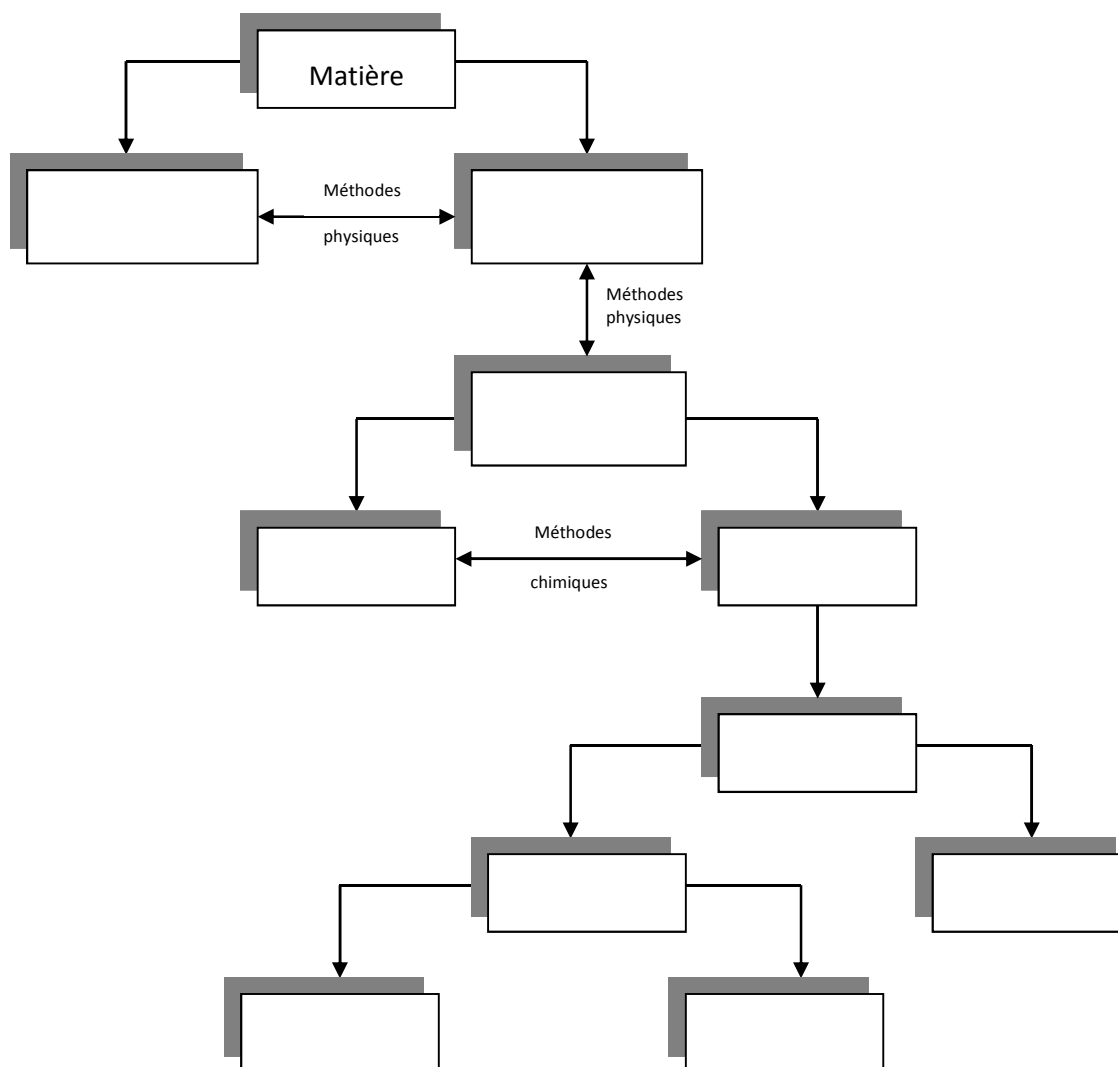 Matière
Méthodes
physiques
Méthodes
physiques
Méthodes
chimiques